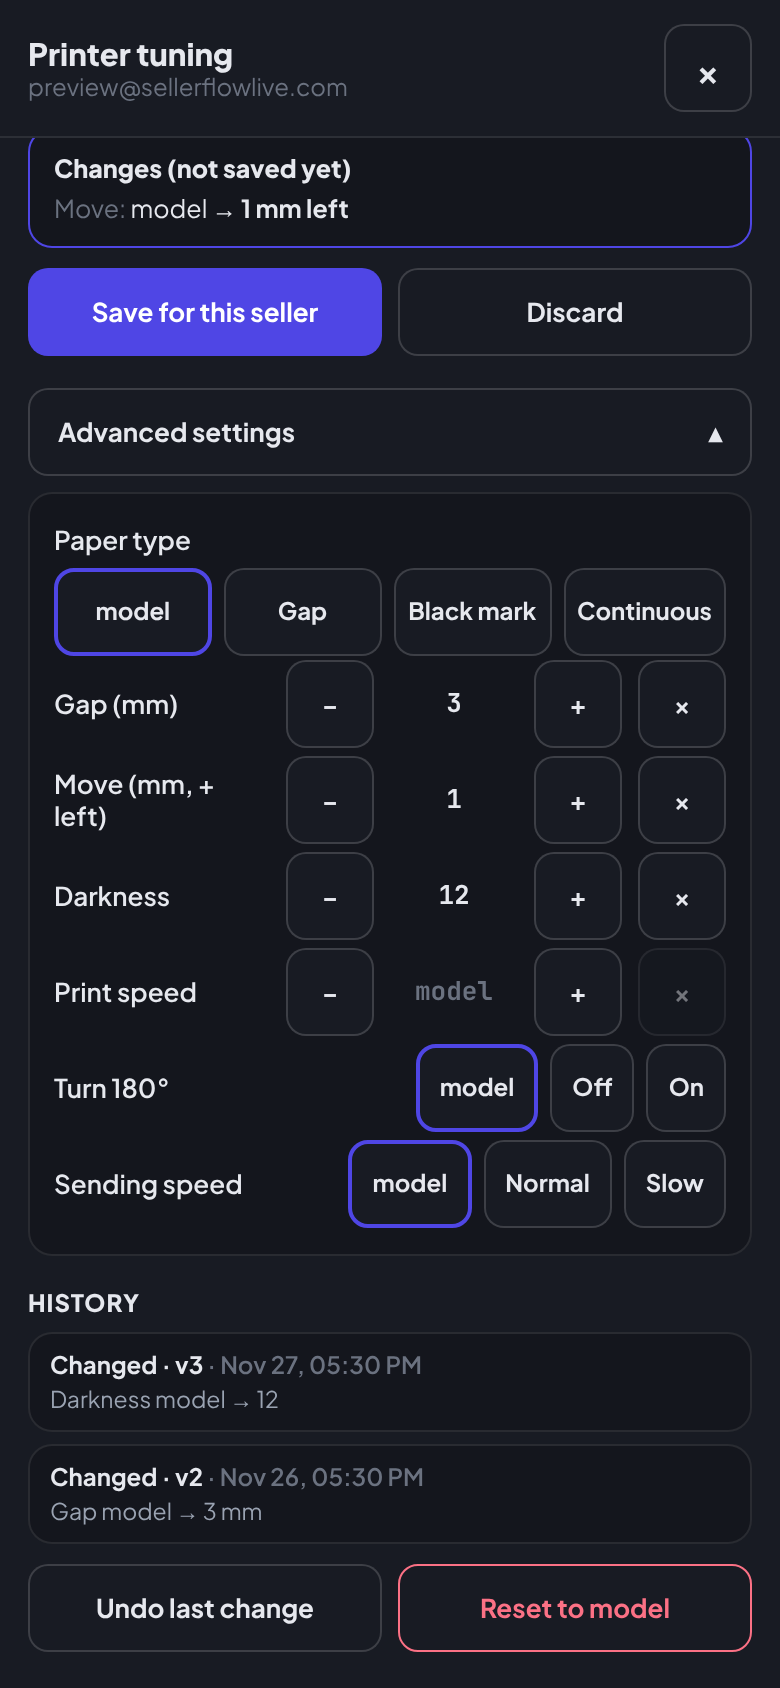 Printer tuning
preview@sellerflowlive.com
×
Changes (not saved yet)
Move: model → 1 mm left
Save for this seller
Discard
Advanced settings ▲
Paper type
model
Gap
Black mark
Continuous
Gap (mm) − 3 + ×
Move (mm, +
left) − 1 + ×
Darkness − 12 + ×
Print speed − model + ×
Turn 180° model Off On
Sending speed model Normal Slow
HISTORY
Changed · v3 · Nov 27, 05:30 PM
Darkness model → 12
Changed · v2 · Nov 26, 05:30 PM
Gap model → 3 mm
Undo last change
Reset to model